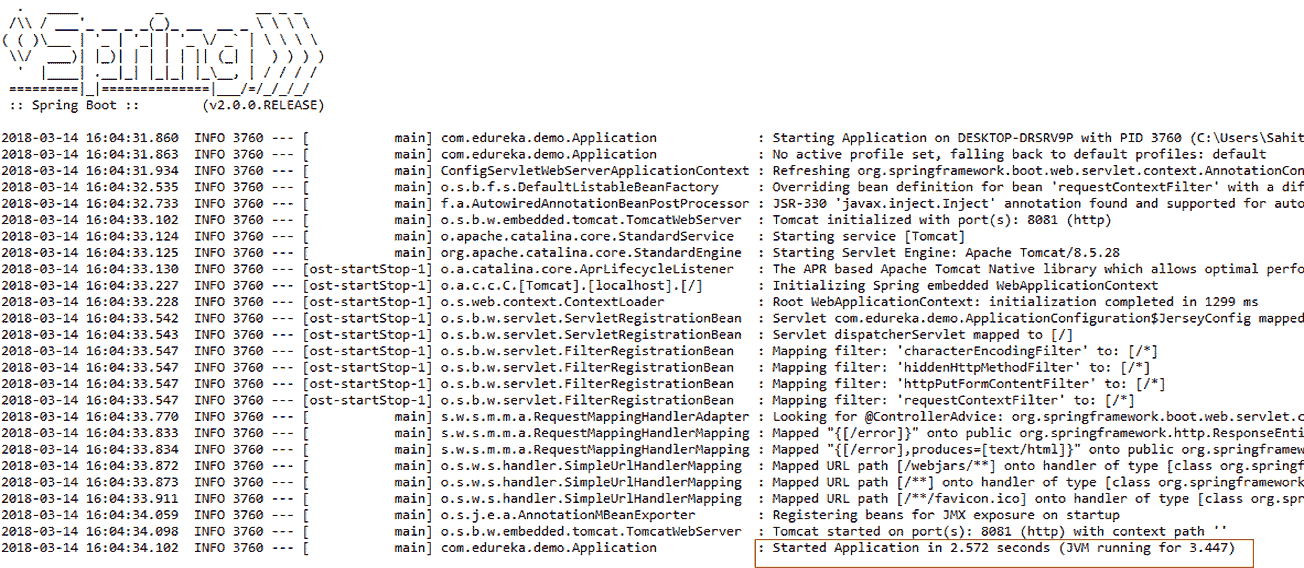 .   ____          _            __ _ _
 /\\ / ___'_ __ _ _(_)_ __  __ _ \ \ \ \
( ( )\___ | '_ | '_| | '_ \/ _` | \ \ \ \
 \\/  ___)| |_)| | | | | || (_| |  ) ) ) )
  '  |____| .__|_| |_|_| |_\__, | / / / /
 =========|_|==============|___/=/_/_/_/
 :: Spring Boot ::        (v2.0.0.RELEASE)
2018-03-14 16:04:31.860  INFO 3760 --- [           main] com.edureka.demo.Application             : Starting Application on DESKTOP-DRSRV9P with PID 3760 (C:\Users\Sahit
2018-03-14 16:04:31.863  INFO 3760 --- [           main] com.edureka.demo.Application             : No active profile set, falling back to default profiles: default
2018-03-14 16:04:31.934  INFO 3760 --- [           main] ConfigServletWebServerApplicationContext : Refreshing org.springframework.boot.web.servlet.context.AnnotationCon
2018-03-14 16:04:32.535  INFO 3760 --- [           main] o.s.b.f.s.DefaultListableBeanFactory     : Overriding bean definition for bean 'requestContextFilter' with a dif
2018-03-14 16:04:32.733  INFO 3760 --- [           main] f.a.AutowiredAnnotationBeanPostProcessor : JSR-330 'javax.inject.Inject' annotation found and supported for auto
2018-03-14 16:04:33.102  INFO 3760 --- [           main] o.s.b.w.embedded.tomcat.TomcatWebServer  : Tomcat initialized with port(s): 8081 (http)
2018-03-14 16:04:33.124  INFO 3760 --- [           main] o.apache.catalina.core.StandardService   : Starting service [Tomcat]
2018-03-14 16:04:33.125  INFO 3760 --- [           main] org.apache.catalina.core.StandardEngine  : Starting Servlet Engine: Apache Tomcat/8.5.28
2018-03-14 16:04:33.130  INFO 3760 --- [ost-startStop-1] o.a.catalina.core.AprLifecycleListener   : The APR based Apache Tomcat Native library which allows optimal perfo
2018-03-14 16:04:33.227  INFO 3760 --- [ost-startStop-1] o.a.c.c.C.[Tomcat].[localhost].[/]       : Initializing Spring embedded WebApplicationContext
2018-03-14 16:04:33.228  INFO 3760 --- [ost-startStop-1] o.s.web.context.ContextLoader            : Root WebApplicationContext: initialization completed in 1299 ms
2018-03-14 16:04:33.542  INFO 3760 --- [ost-startStop-1] o.s.b.w.servlet.ServletRegistrationBean  : Servlet com.edureka.demo.ApplicationConfiguration$JerseyConfig mapped
2018-03-14 16:04:33.543  INFO 3760 --- [ost-startStop-1] o.s.b.w.servlet.ServletRegistrationBean  : Servlet dispatcherServlet mapped to [/]
2018-03-14 16:04:33.547  INFO 3760 --- [ost-startStop-1] o.s.b.w.servlet.FilterRegistrationBean   : Mapping filter: 'characterEncodingFilter' to: [/*]
2018-03-14 16:04:33.547  INFO 3760 --- [ost-startStop-1] o.s.b.w.servlet.FilterRegistrationBean   : Mapping filter: 'hiddenHttpMethodFilter' to: [/*]
2018-03-14 16:04:33.547  INFO 3760 --- [ost-startStop-1] o.s.b.w.servlet.FilterRegistrationBean   : Mapping filter: 'httpPutFormContentFilter' to: [/*]
2018-03-14 16:04:33.547  INFO 3760 --- [ost-startStop-1] o.s.b.w.servlet.FilterRegistrationBean   : Mapping filter: 'requestContextFilter' to: [/*]
2018-03-14 16:04:33.770  INFO 3760 --- [           main] s.w.s.m.m.a.RequestMappingHandlerAdapter : Looking for @ControllerAdvice: org.springframework.boot.web.servlet.c
2018-03-14 16:04:33.833  INFO 3760 --- [           main] s.w.s.m.m.a.RequestMappingHandlerMapping : Mapped "{[/error]}" onto public org.springframework.http.ResponseEnti
2018-03-14 16:04:33.834  INFO 3760 --- [           main] s.w.s.m.m.a.RequestMappingHandlerMapping : Mapped "{[/error],produces=[text/html]}" onto public org.springframew
2018-03-14 16:04:33.872  INFO 3760 --- [           main] o.s.w.s.handler.SimpleUrlHandlerMapping  : Mapped URL path [/webjars/**] onto handler of type [class org.springf
2018-03-14 16:04:33.873  INFO 3760 --- [           main] o.s.w.s.handler.SimpleUrlHandlerMapping  : Mapped URL path [/**] onto handler of type [class org.springframework
2018-03-14 16:04:33.911  INFO 3760 --- [           main] o.s.w.s.handler.SimpleUrlHandlerMapping  : Mapped URL path [/**/favicon.ico] onto handler of type [class org.spr
2018-03-14 16:04:34.059  INFO 3760 --- [           main] o.s.j.e.a.AnnotationMBeanExporter        : Registering beans for JMX exposure on startup
2018-03-14 16:04:34.098  INFO 3760 --- [           main] o.s.b.w.embedded.tomcat.TomcatWebServer  : Tomcat started on port(s): 8081 (http) with context path ''
2018-03-14 16:04:34.102  INFO 3760 --- [           main] com.edureka.demo.Application             : Started Application in 2.572 seconds (JVM running for 3.447)